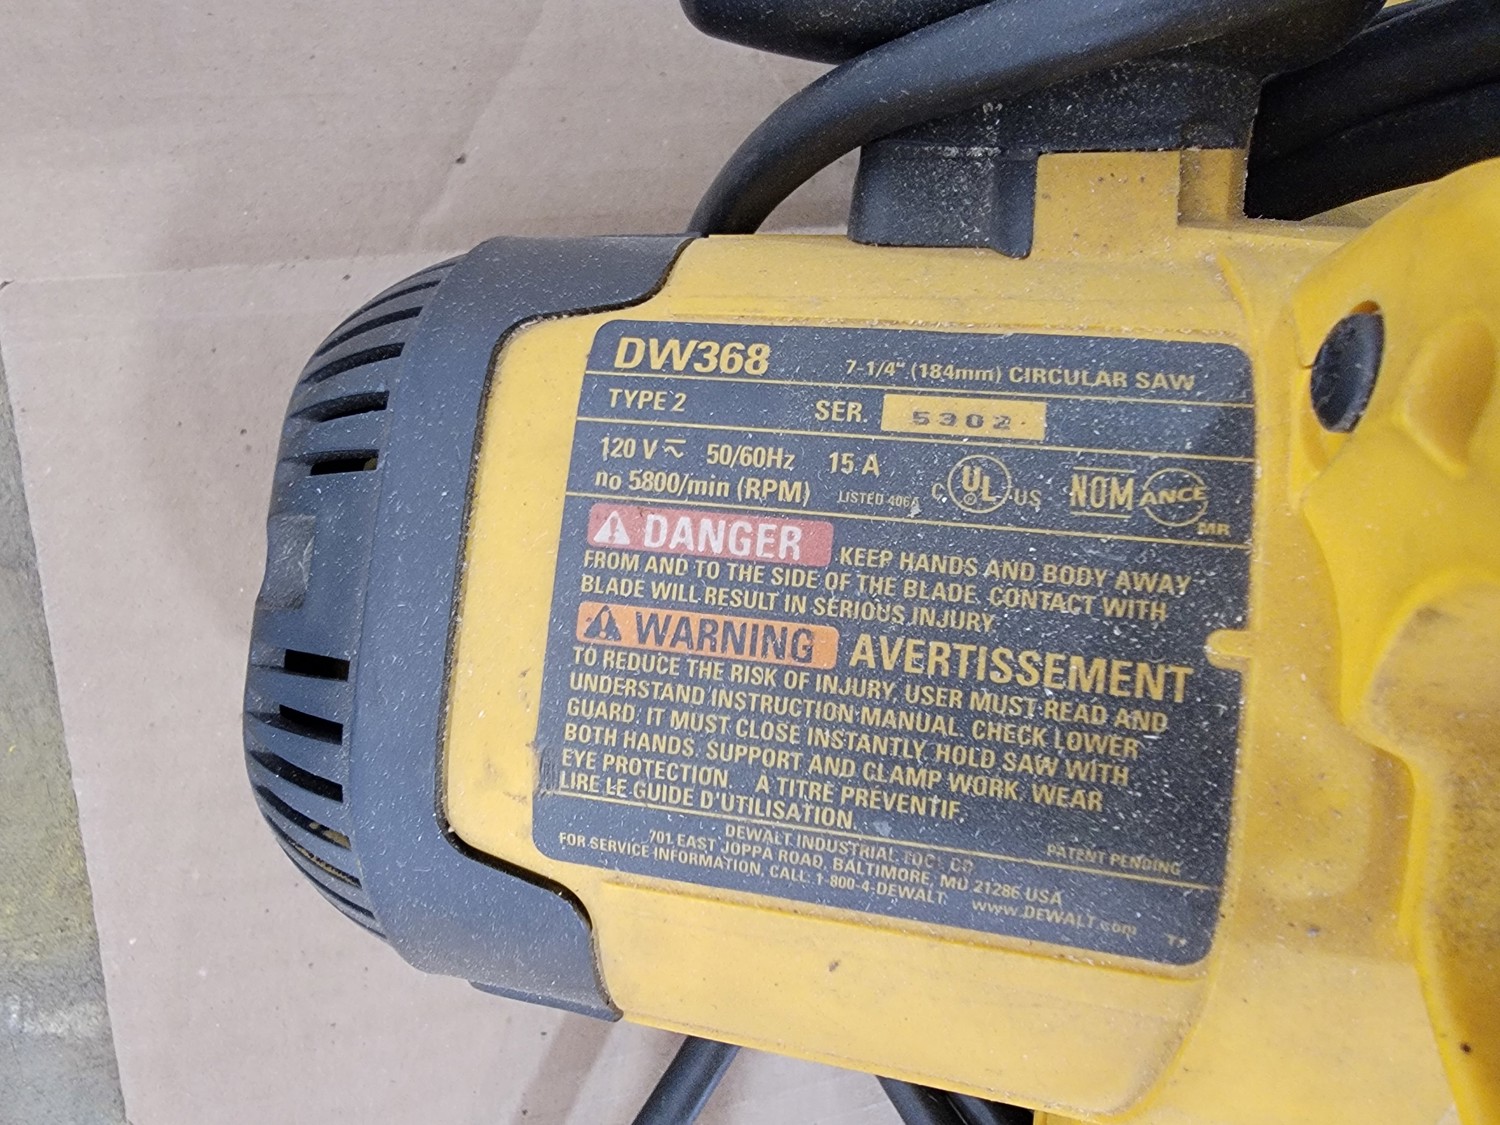 DW368
7-1/4" (184mm) CIRCULAR SAW
TYPE 2
SER. 5302
120 V 50/60Hz 15 A
no 5800/min (RPM)
LISTED 406A
C UL US
NOM
ANCE
MR
DANGER KEEP HANDS AND BODY AWAY
FROM AND TO THE SIDE OF THE BLADE. CONTACT WITH
BLADE WILL RESULT IN SERIOUS INJURY.
WARNING AVERTISSEMENT
TO REDUCE THE RISK OF INJURY, USER MUST READ AND
UNDERSTAND INSTRUCTION MANUAL. CHECK LOWER
GUARD. IT MUST CLOSE INSTANTLY. HOLD SAW WITH
BOTH HANDS. SUPPORT AND CLAMP WORK. WEAR
EYE PROTECTION. À TITRE PRÉVENTIF,
LIRE LE GUIDE D'UTILISATION.
DEWALT INDUSTRIAL TOOL CO.
PATENT PENDING
701 EAST JOPPA ROAD, BALTIMORE, MD 21286 USA
FOR SERVICE INFORMATION, CALL: 1-800-4-DEWALT www.DEWALT.com